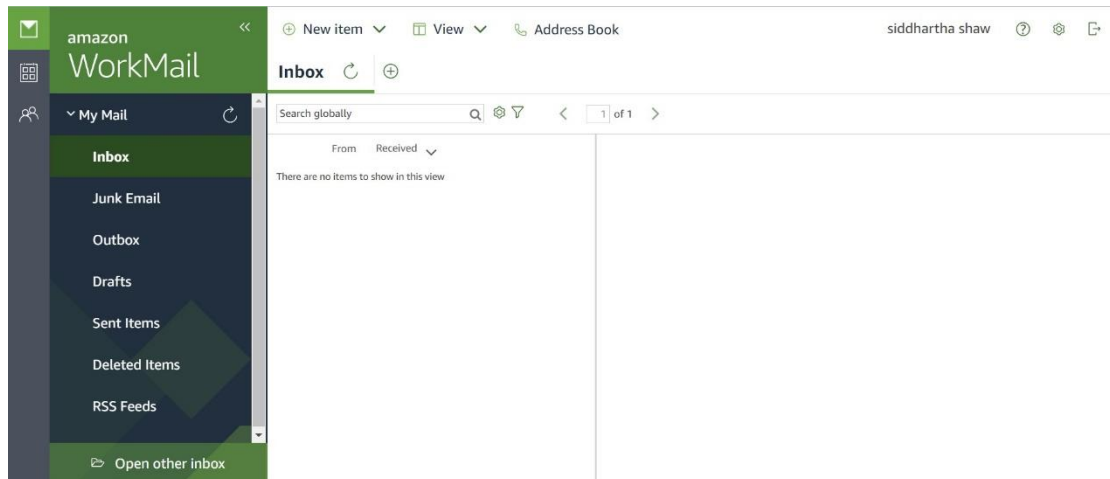 amazon
WorkMail
New item
View
Address Book
siddhartha shaw
Inbox
My Mail
Search globally
1 of 1
From Received
There are no items to show in this view
Inbox
Junk Email
Outbox
Drafts
Sent Items
Deleted Items
RSS Feeds
Open other inbox